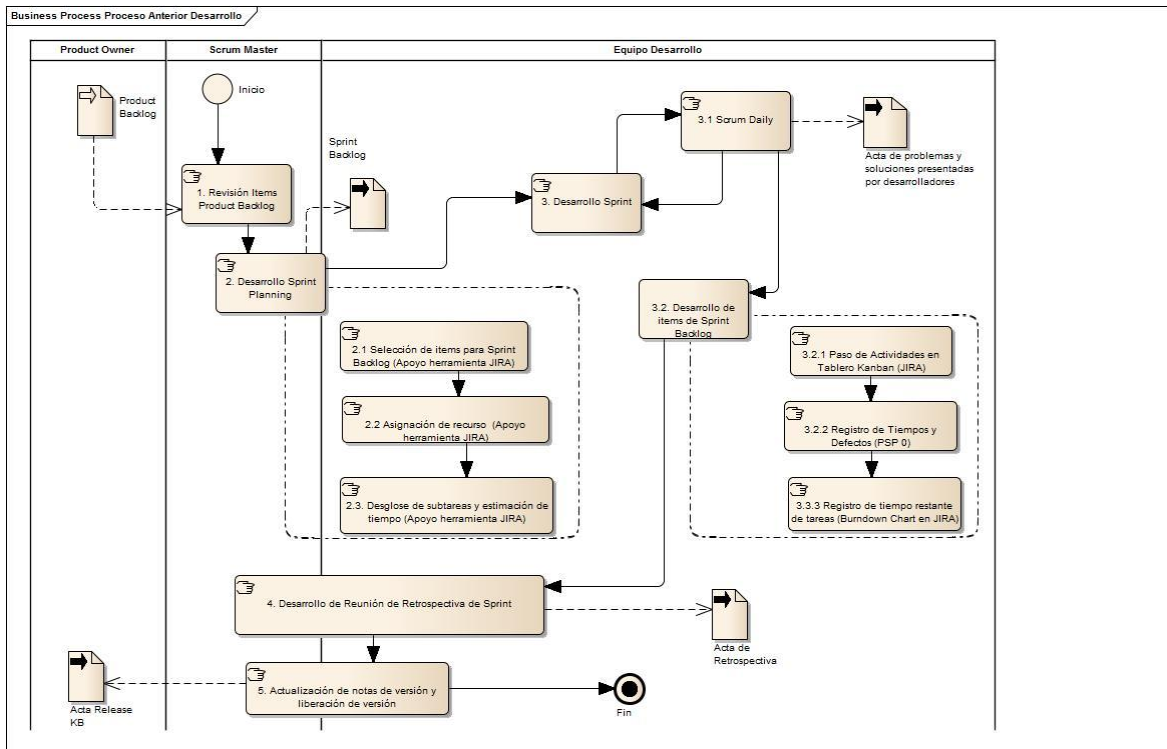 Business Process Proceso Anterior Desarrollo
Product Owner
Scrum Master
Equipo Desarrollo
Product
Backlog
Inicio
1. Revisión Items
Product Backlog
Sprint
Backlog
2. Desarrollo Sprint
Planning
3. Desarrollo Sprint
3.1 Scrum Daily
Acta de problemas y
soluciones presentadas
por desarrolladores
2.1 Selección de items para Sprint
Backlog (Apoyo herramienta JIRA)
2.2 Asignación de recurso (Apoyo
herramienta JIRA)
2.3. Desglose de subtareas y estimación de
tiempo (Apoyo herramienta JIRA)
3.2. Desarrollo de
items de Sprint
Backlog
3.2.1 Paso de Actividades en
Tablero Kanban (JIRA)
3.2.2 Registro de Tiempos y
Defectos (PSP 0)
3.3.3 Registro de tiempo restante
de tareas (Burndown Chart en JIRA)
4. Desarrollo de Reunión de Retrospectiva de Sprint
Acta de
Retrospectiva
5. Actualización de notas de versión y
liberación de versión
Acta Release
KB
Fin